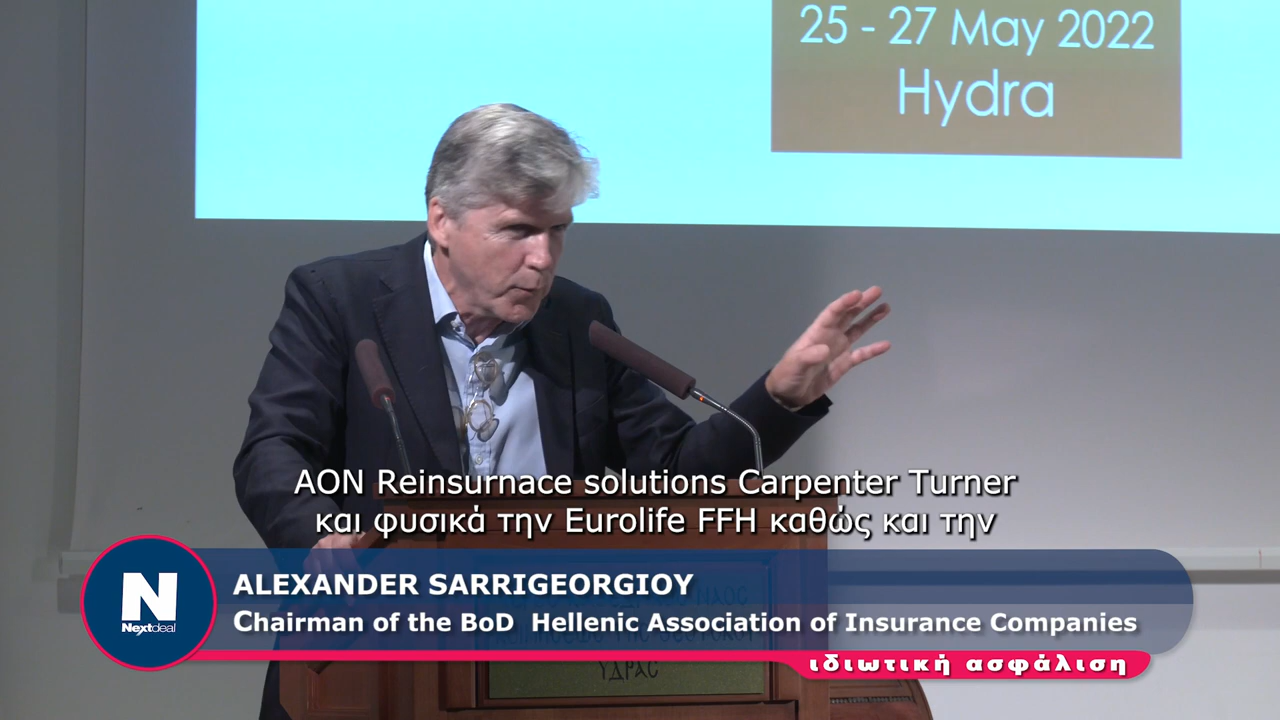 25 - 27 May 2022
Hydra
AON Reinsurnace solutions Carpenter Turner
και φυσικά την Eurolife FFH καθώς και την
N
Nextdeal
ALEXANDER SARRIGEORGIOY
Chairman of the BoD Hellenic Association of Insurance Companies
ιδιωτική ασφάλιση
ΥΔΡΑΣ